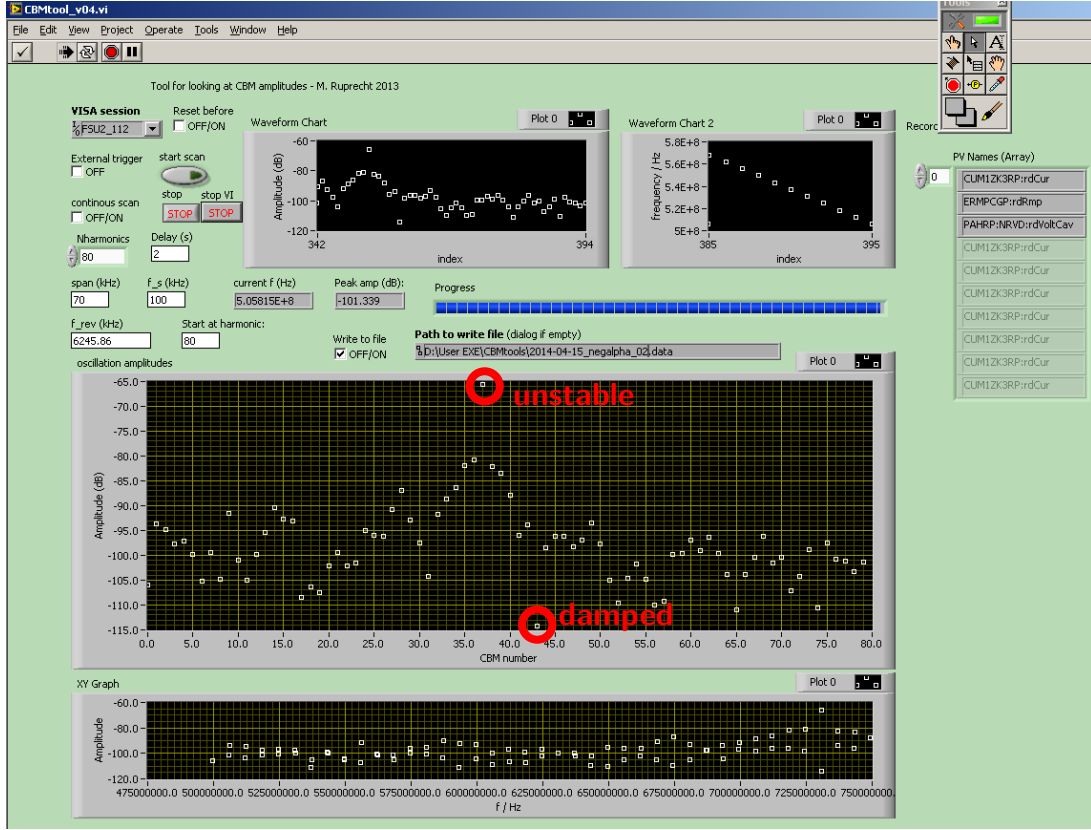 CBMtool_v04.vi
Tools
File Edit View Project Operate Tools Window Help
Tool for looking at CBM amplitudes - M. Ruprecht 2013
VISA session
FSU2_112
Reset before
OFF/ON
External trigger
OFF
start scan
continous scan
OFF/ON
stop
STOP
stop VI
STOP
Nharmonics
80
Delay (s)
2
Waveform Chart
Plot 0
Amplitude (dB)
-60
-80
-100
-120
342
394
index
Waveform Chart 2
Plot 0
frequency / Hz
5.8E+8
5.6E+8
5.4E+8
5.2E+8
5E+8
385
395
index
Recor
PV Names (Array)
0
CUM1ZK3RP:rdCur
ERMPCGP:rdRmp
PAHRP:NRVD:rdVoltCav
CUM1ZK3RP:rdCur
CUM1ZK3RP:rdCur
CUM1ZK3RP:rdCur
CUM1ZK3RP:rdCur
CUM1ZK3RP:rdCur
CUM1ZK3RP:rdCur
CUM1ZK3RP:rdCur
span (kHz)
70
f_s (kHz)
100
current f (Hz)
5.05815E+8
Peak amp (dB):
-101.339
Progress
f_rev (kHz)
6245.86
Start at harmonic:
80
Write to file
OFF/ON
Path to write file (dialog if empty)
D:\User EXE\CBMtools\2014-04-15_negalpha_02.data
oscillation amplitudes
Plot 0
Amplitude (dB)
-65.0
-70.0
-75.0
-80.0
-85.0
-90.0
-95.0
-100.0
-105.0
-110.0
-115.0
unstable
damped
0.0 5.0 10.0 15.0 20.0 25.0 30.0 35.0 40.0 45.0 50.0 55.0 60.0 65.0 70.0 75.0 80.0
CBM number
XY Graph
Plot 0
Amplitude
-60.0
-80.0
-100.0
-120.0
475000000.0 500000000.0 525000000.0 550000000.0 575000000.0 600000000.0 625000000.0 650000000.0 675000000.0 700000000.0 725000000.0 750000000.
f / Hz